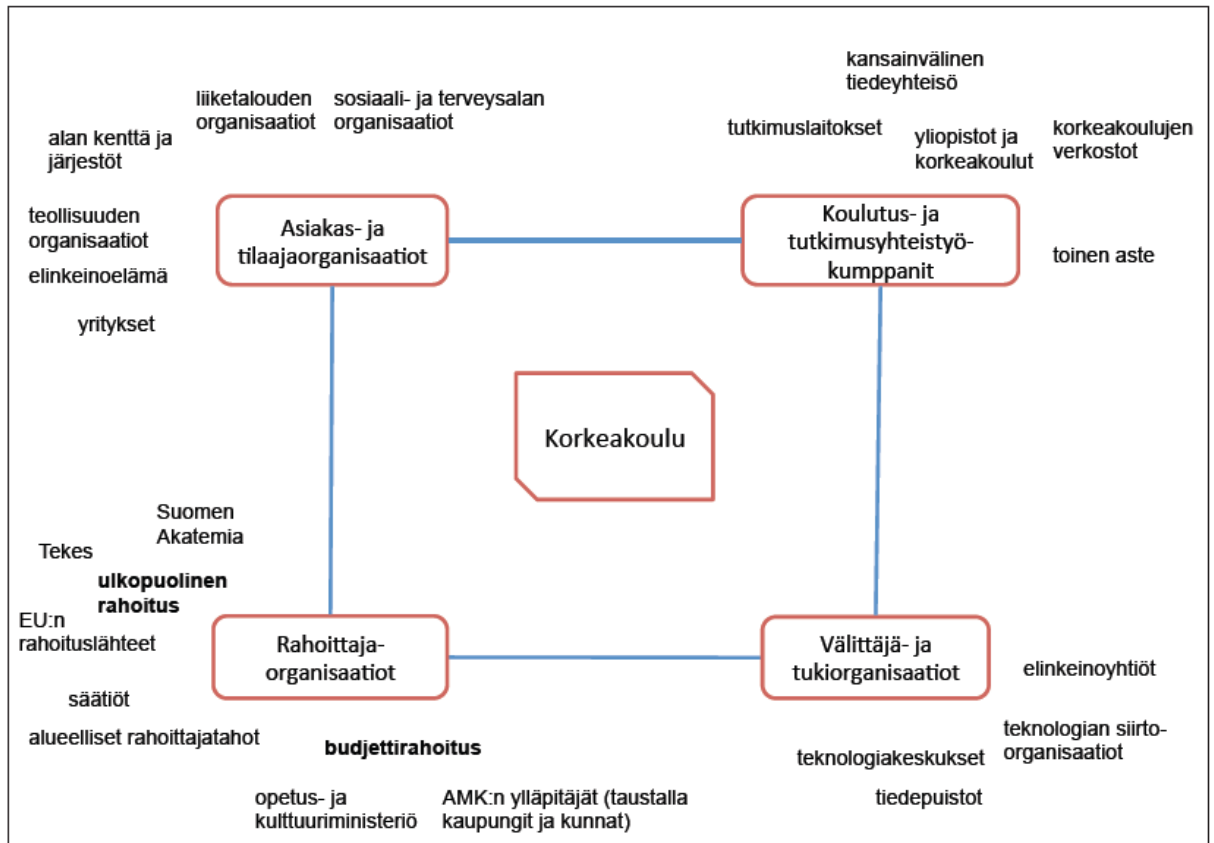 kansainvälinen
tiedeyhteisö
liiketalouden
organisaatiot
sosiaali- ja terveysalan
organisaatiot
alan kenttä ja
järjestöt
tutkimuslaitokset
yliopistot ja
korkeakoulut
korkeakoulujen
verkostot
teollisuuden
organisaatiot
Asiakas- ja
tilaajaorganisaatiot
Koulutus- ja
tutkimusyhteistyö-
kumppanit
toinen aste
elinkeinoelämä
yritykset
Korkeakoulu
Suomen
Akatemia
Tekes
ulkopuolinen
rahoitus
EU:n
rahoituslähteet
Rahoittaja-
organisaatiot
Välittäjä- ja
tukiorganisaatiot
elinkeinoyhtiöt
säätiöt
alueelliset rahoittajatahot
budjettirahoitus
teknologian siirto-
organisaatiot
teknologiakeskukset
tiedepuistot
opetus- ja
kulttuuriministeriö
AMK:n ylläpitäjät (taustalla
kaupungit ja kunnat)